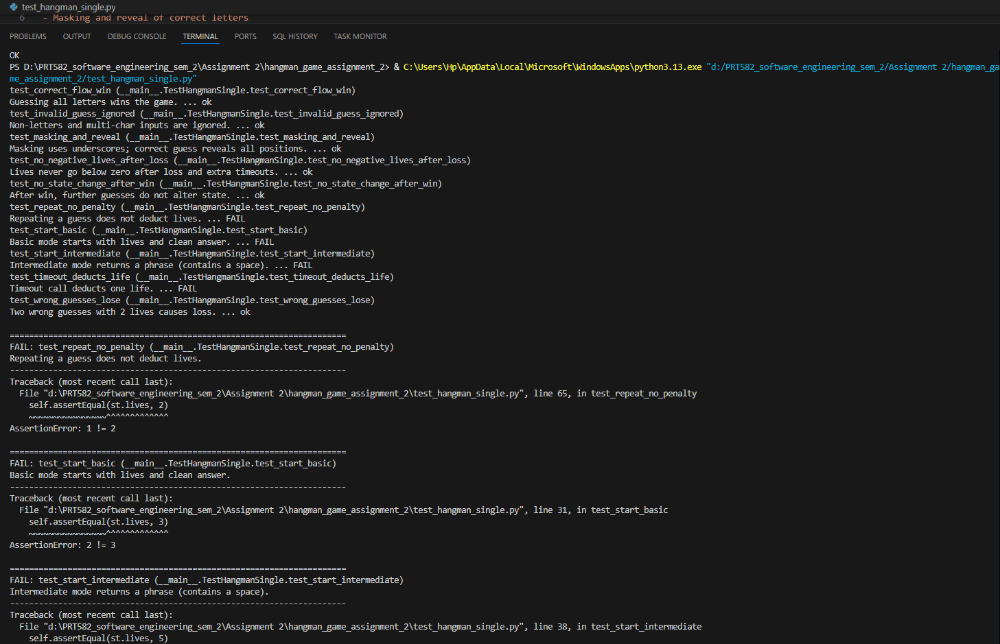 test_hangman_single.py
6 - Masking and reveal of correct letters
PROBLEMS OUTPUT DEBUG CONSOLE TERMINAL PORTS SQL HISTORY TASK MONITOR
OK
PS D:\PRT582_software_engineering_sem_2\Assignment 2\hangman_game_assignment_2> & C:\Users\Hp\AppData\Local\Microsoft\WindowsApps\python3.13.exe "d:/PRT582_software_engineering_sem_2/Assignment 2/hangman_ga
me_assignment_2/test_hangman_single.py"
test_correct_flow_win (__main__.TestHangmanSingle.test_correct_flow_win)
Guessing all letters wins the game. ... ok
test_invalid_guess_ignored (__main__.TestHangmanSingle.test_invalid_guess_ignored)
Non-letters and multi-char inputs are ignored. ... ok
test_masking_and_reveal (__main__.TestHangmanSingle.test_masking_and_reveal)
Masking uses underscores; correct guess reveals all positions. ... ok
test_no_negative_lives_after_loss (__main__.TestHangmanSingle.test_no_negative_lives_after_loss)
Lives never go below zero after loss and extra timeouts. ... ok
test_no_state_change_after_win (__main__.TestHangmanSingle.test_no_state_change_after_win)
After win, further guesses do not alter state. ... ok
test_repeat_no_penalty (__main__.TestHangmanSingle.test_repeat_no_penalty)
Repeating a guess does not deduct lives. ... FAIL
test_start_basic (__main__.TestHangmanSingle.test_start_basic)
Basic mode starts with lives and clean answer. ... FAIL
test_start_intermediate (__main__.TestHangmanSingle.test_start_intermediate)
Intermediate mode returns a phrase (contains a space). ... FAIL
test_timeout_deducts_life (__main__.TestHangmanSingle.test_timeout_deducts_life)
Timeout call deducts one life. ... FAIL
test_wrong_guesses_lose (__main__.TestHangmanSingle.test_wrong_guesses_lose)
Two wrong guesses with 2 lives causes loss. ... ok
======================================================================
FAIL: test_repeat_no_penalty (__main__.TestHangmanSingle.test_repeat_no_penalty)
Repeating a guess does not deduct lives.
----------------------------------------------------------------------
Traceback (most recent call last):
File "d:\PRT582_software_engineering_sem_2\Assignment 2\hangman_game_assignment_2\test_hangman_single.py", line 65, in test_repeat_no_penalty
self.assertEqual(st.lives, 2)
~~~~~~~~~~~~~~~~^^^^^^^^^^^^^
AssertionError: 1 != 2
======================================================================
FAIL: test_start_basic (__main__.TestHangmanSingle.test_start_basic)
Basic mode starts with lives and clean answer.
----------------------------------------------------------------------
Traceback (most recent call last):
File "d:\PRT582_software_engineering_sem_2\Assignment 2\hangman_game_assignment_2\test_hangman_single.py", line 31, in test_start_basic
self.assertEqual(st.lives, 3)
~~~~~~~~~~~~~~~~^^^^^^^^^^^^^
AssertionError: 2 != 3
======================================================================
FAIL: test_start_intermediate (__main__.TestHangmanSingle.test_start_intermediate)
Intermediate mode returns a phrase (contains a space).
----------------------------------------------------------------------
Traceback (most recent call last):
File "d:\PRT582_software_engineering_sem_2\Assignment 2\hangman_game_assignment_2\test_hangman_single.py", line 38, in test_start_intermediate
self.assertEqual(st.lives, 5)